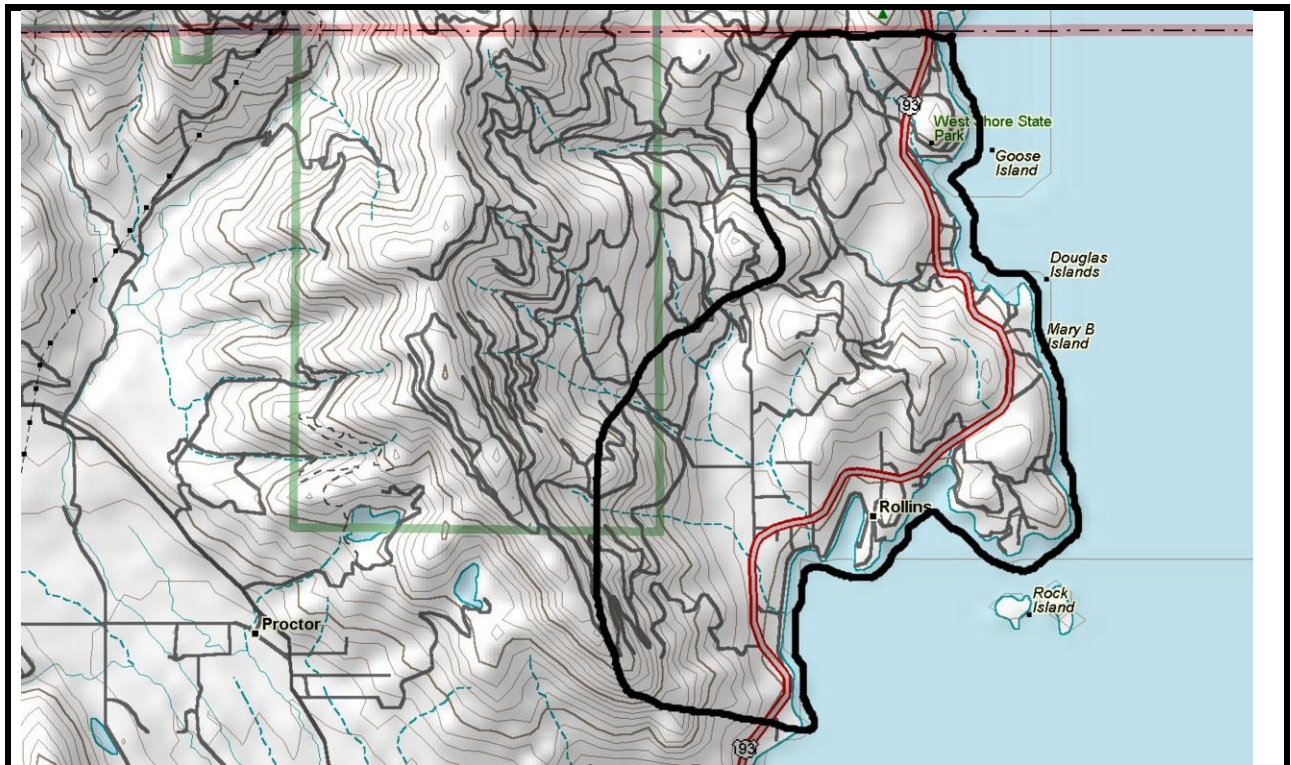 93
West Shore State
Park
Goose
Island
Douglas
Islands
Mary B
Island
Rollins
Rock
Island
Proctor
93